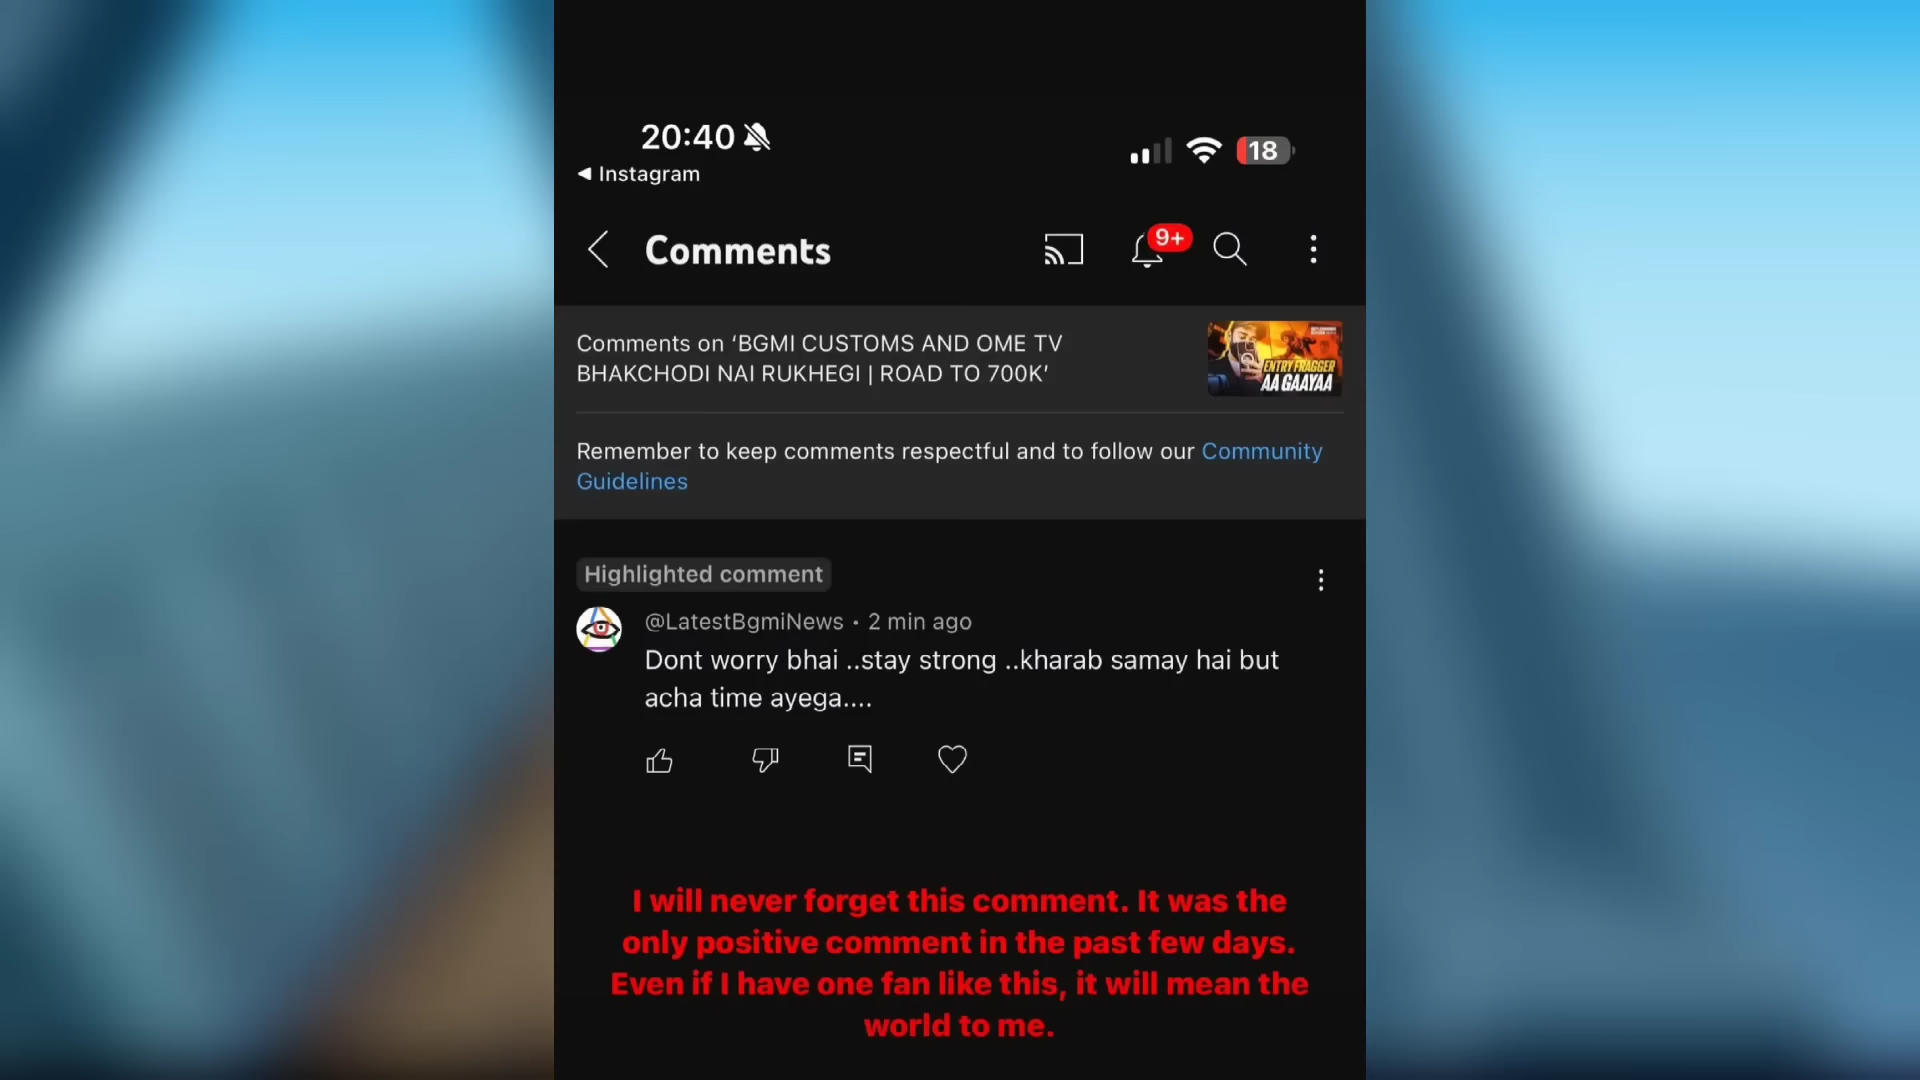 20:40
18
◀ Instagram
Comments
9+
Comments on ‘BGMI CUSTOMS AND OME TV
BHAKCHODI NAI RUKHEGI | ROAD TO 700K’
ENTRY FRAGGER
AA GAAYAA
Remember to keep comments respectful and to follow our Community
Guidelines
Highlighted comment
@LatestBgmiNews • 2 min ago
Dont worry bhai ..stay strong ..kharab samay hai but
acha time ayega....
I will never forget this comment. It was the
only positive comment in the past few days.
Even if I have one fan like this, it will mean the
world to me.